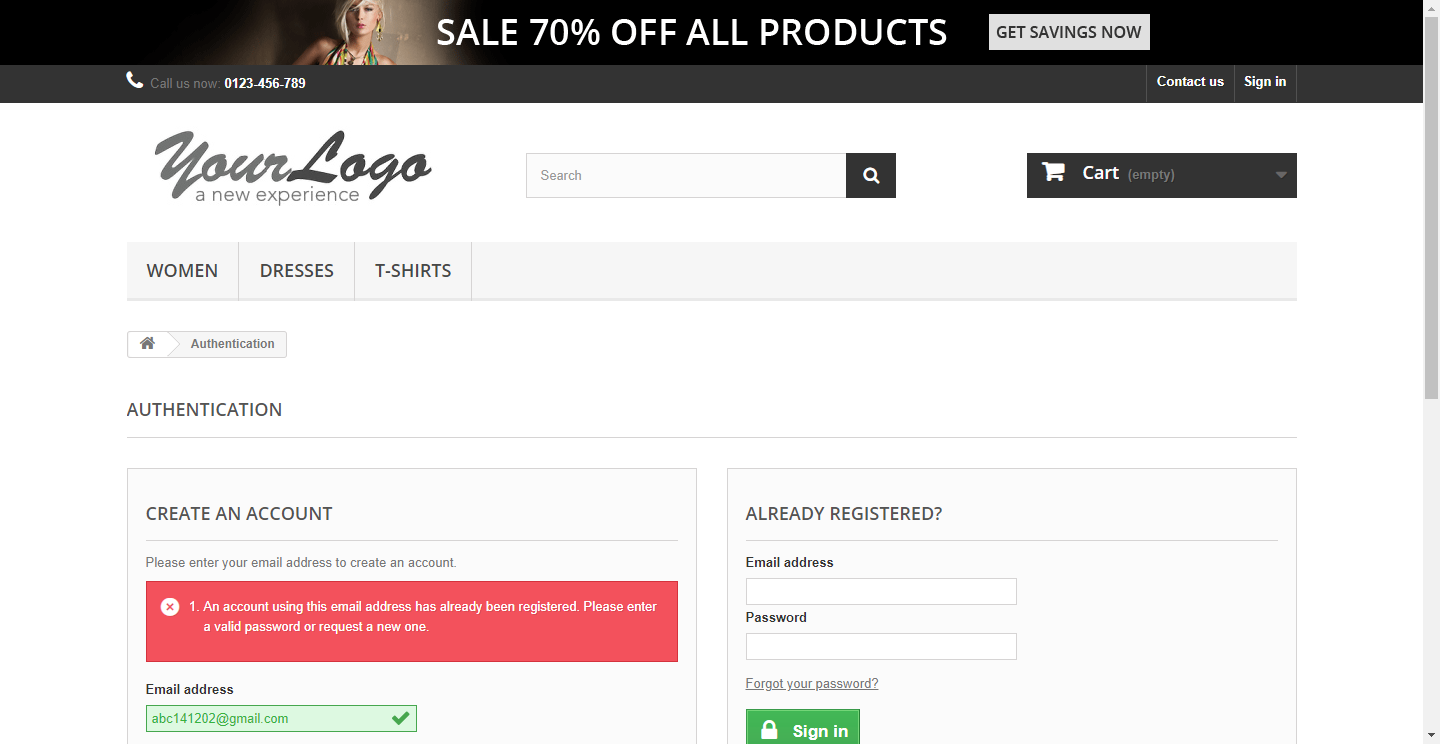 SALE 70% OFF ALL PRODUCTS
GET SAVINGS NOW
Call us now: 0123-456-789
Contact us
Sign in
YourLogo
a new experience
Search
Cart (empty)
WOMEN
DRESSES
T-SHIRTS
Authentication
AUTHENTICATION
CREATE AN ACCOUNT
Please enter your email address to create an account.
1. An account using this email address has already been registered. Please enter
a valid password or request a new one.
Email address
abc141202@gmail.com
ALREADY REGISTERED?
Email address
Password
Forgot your password?
Sign in